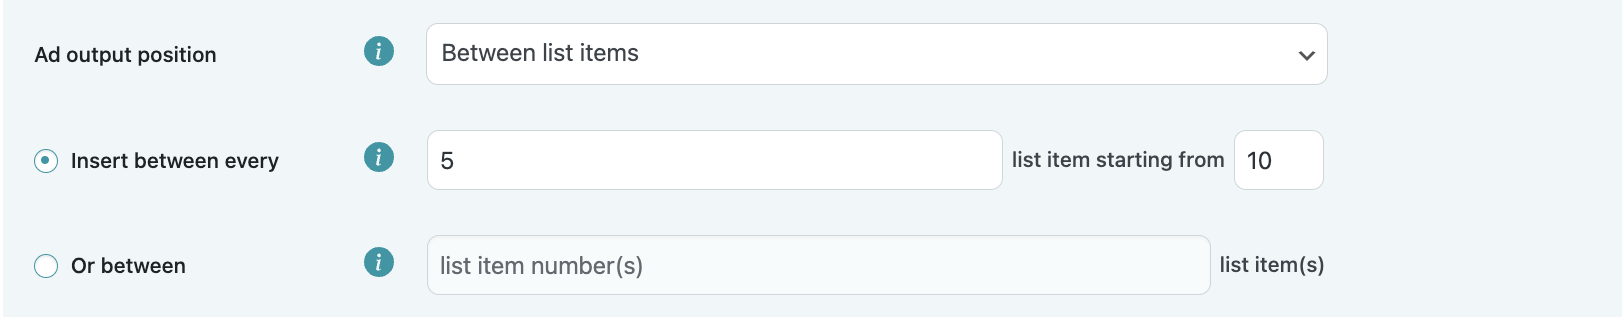 Ad output position i Between list items
Insert between every i 5 list item starting from 10
Or between i list item number(s) list item(s)